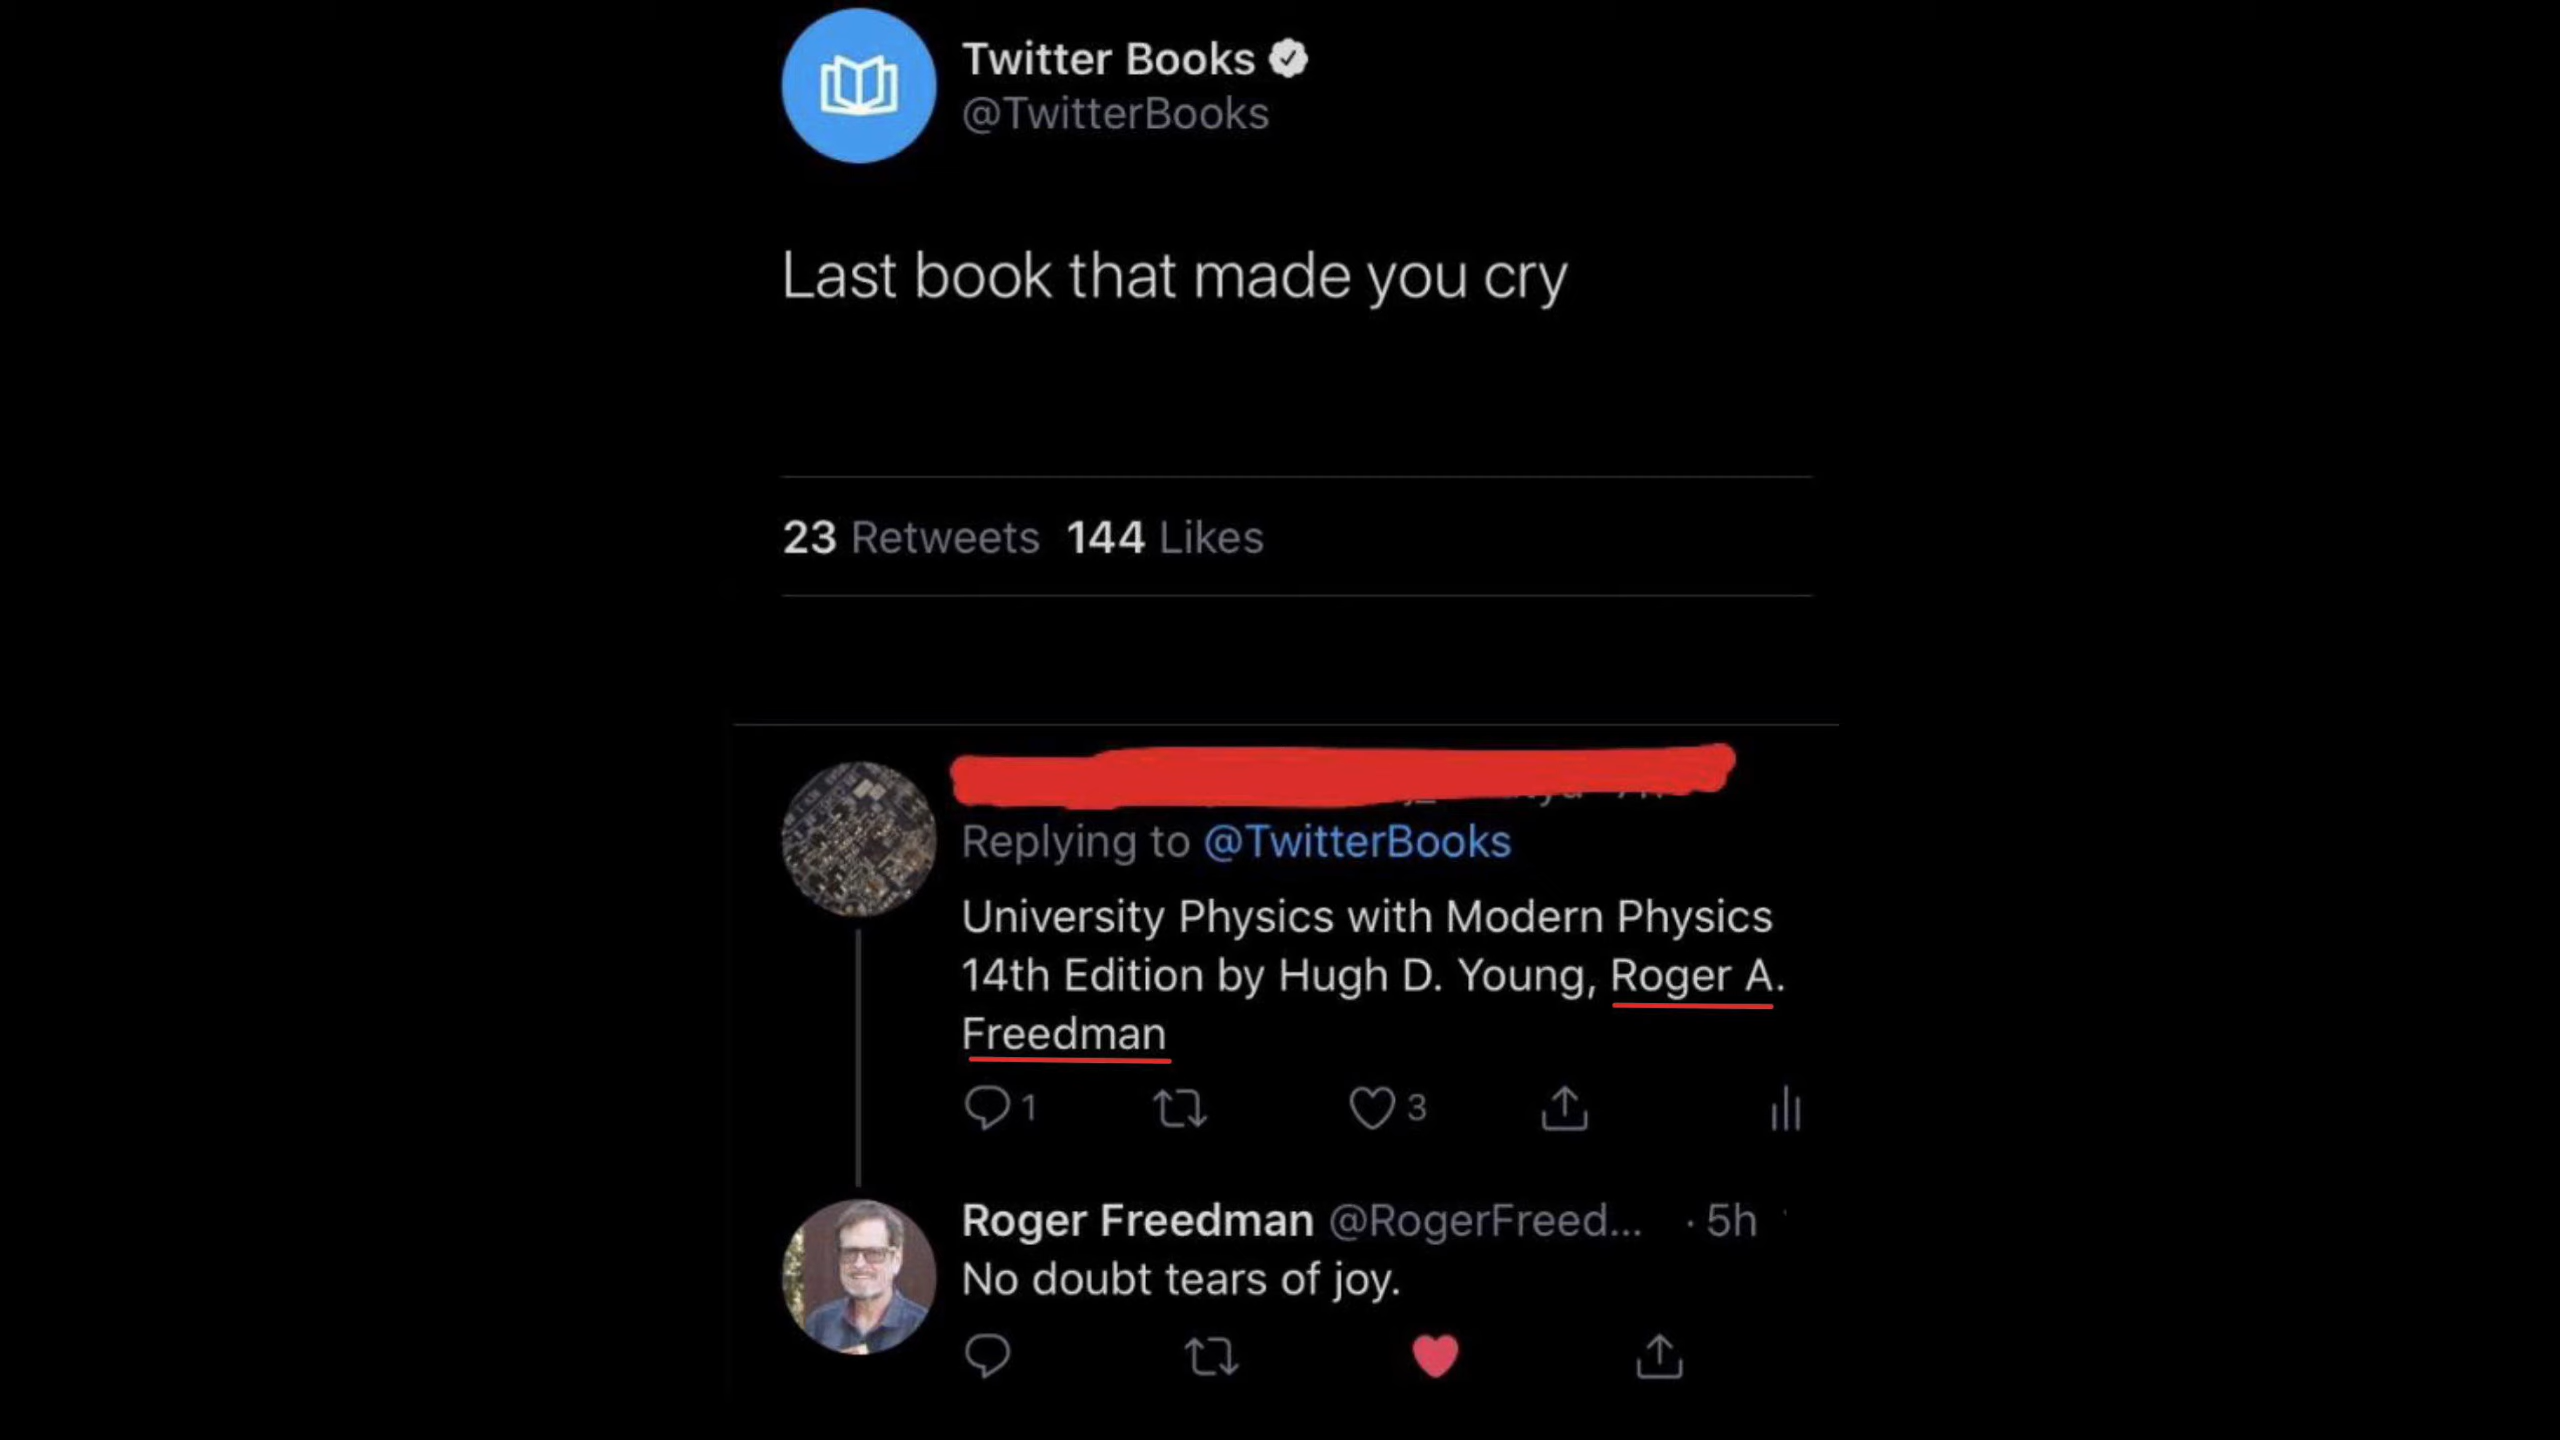 Twitter Books
@TwitterBooks
Last book that made you cry
23 Retweets 144 Likes
Replying to @TwitterBooks
University Physics with Modern Physics
14th Edition by Hugh D. Young, Roger A.
Freedman
1 3
Roger Freedman @RogerFreed... · 5h
No doubt tears of joy.